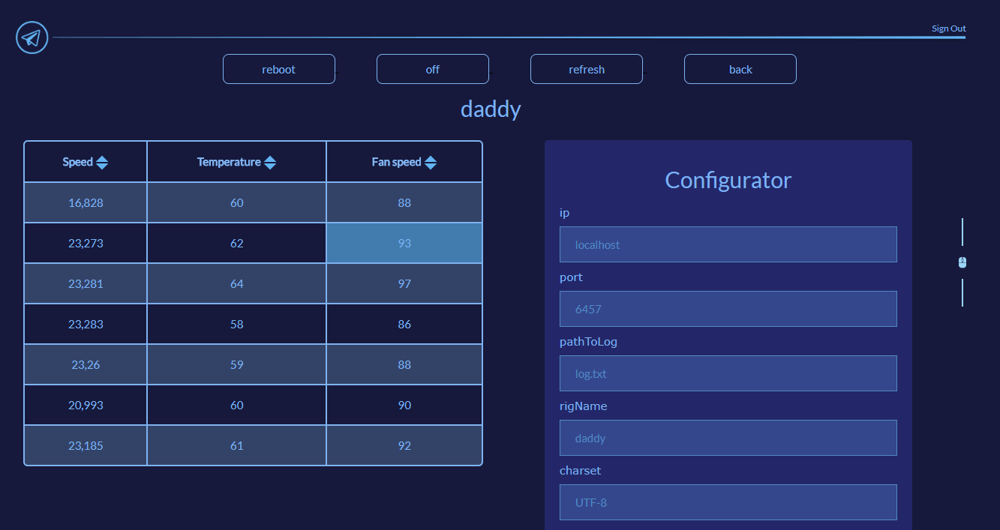 Sign Out
reboot off refresh back
daddy
Speed Temperature Fan speed
16,828 60 88
23,273 62 93
23,281 64 97
23,283 58 86
23,26 59 88
20,993 60 90
23,185 61 92
Configurator
ip
localhost
port
6457
pathToLog
log.txt
rigName
daddy
charset
UTF-8